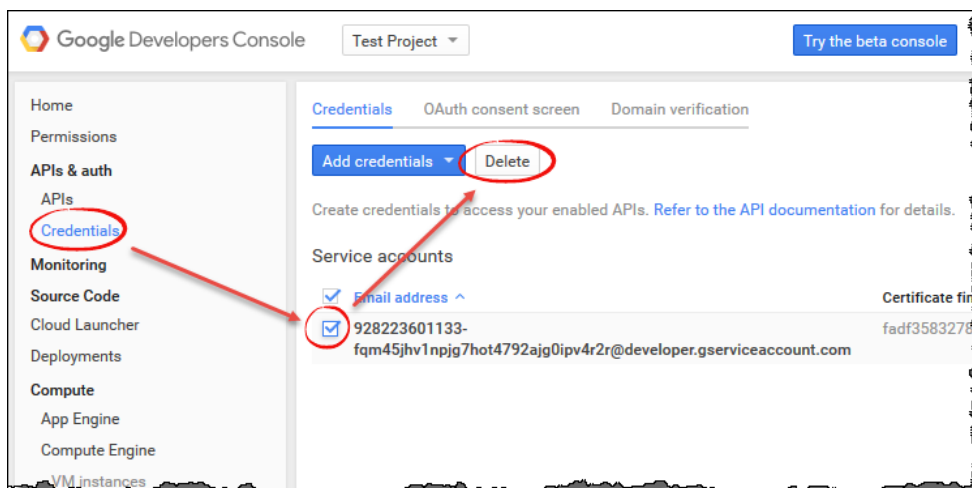 Google Developers Console
Test Project
Try the beta console
Home
Permissions
APIs & auth
APIs
Credentials
Monitoring
Source Code
Cloud Launcher
Deployments
Compute
App Engine
Compute Engine
VM instances
Credentials OAuth consent screen Domain verification
Add credentials Delete
Create credentials to access your enabled APIs. Refer to the API documentation for details.
Service accounts
Email address Certificate fin
928223601133- fadf3583278
fqm45jhv1npjg7hot4792ajg0ipv4r2r@developer.gserviceaccount.com